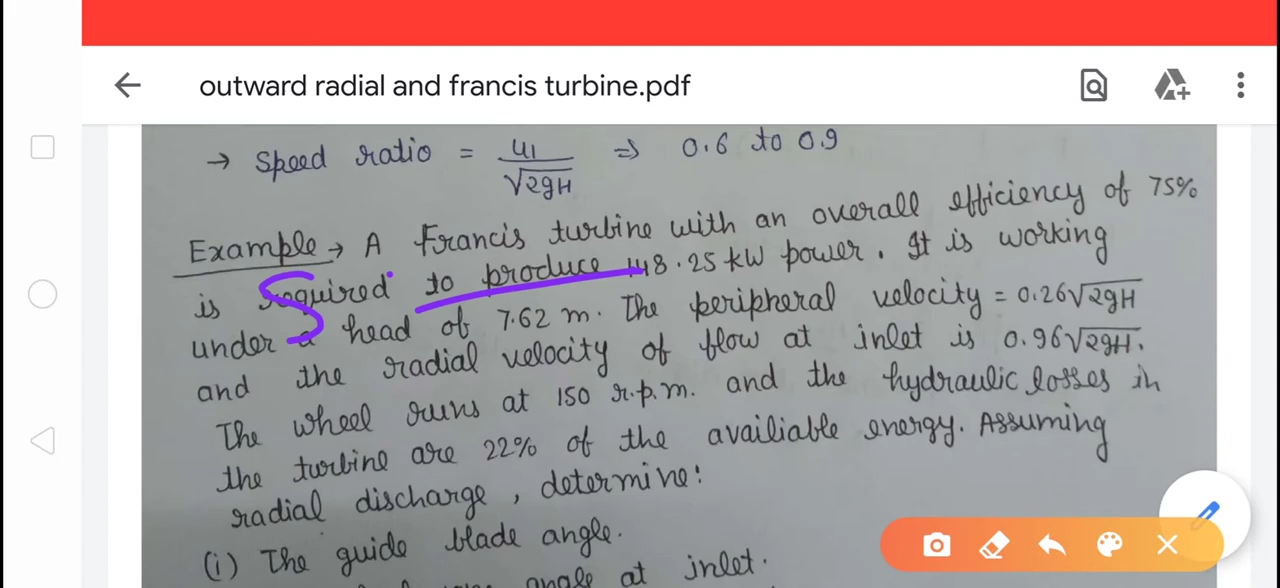 outward radial and francis turbine.pdf
→ Speed ratio = u1/√2gH ⇒ 0.6 to 0.9
Example → A Francis turbine with an overall efficiency of 75%
is required to produce 148.25 kW power. It is working
under a head of 7.62 m. The peripheral velocity = 0.26√2gH
and the radial velocity of flow at inlet is 0.96√2gH.
The wheel runs at 150 r.p.m. and the hydraulic losses in
the turbine are 22% of the availiable energy. Assuming
radial discharge, determine:
(i) The guide blade angle.
angle at inlet.